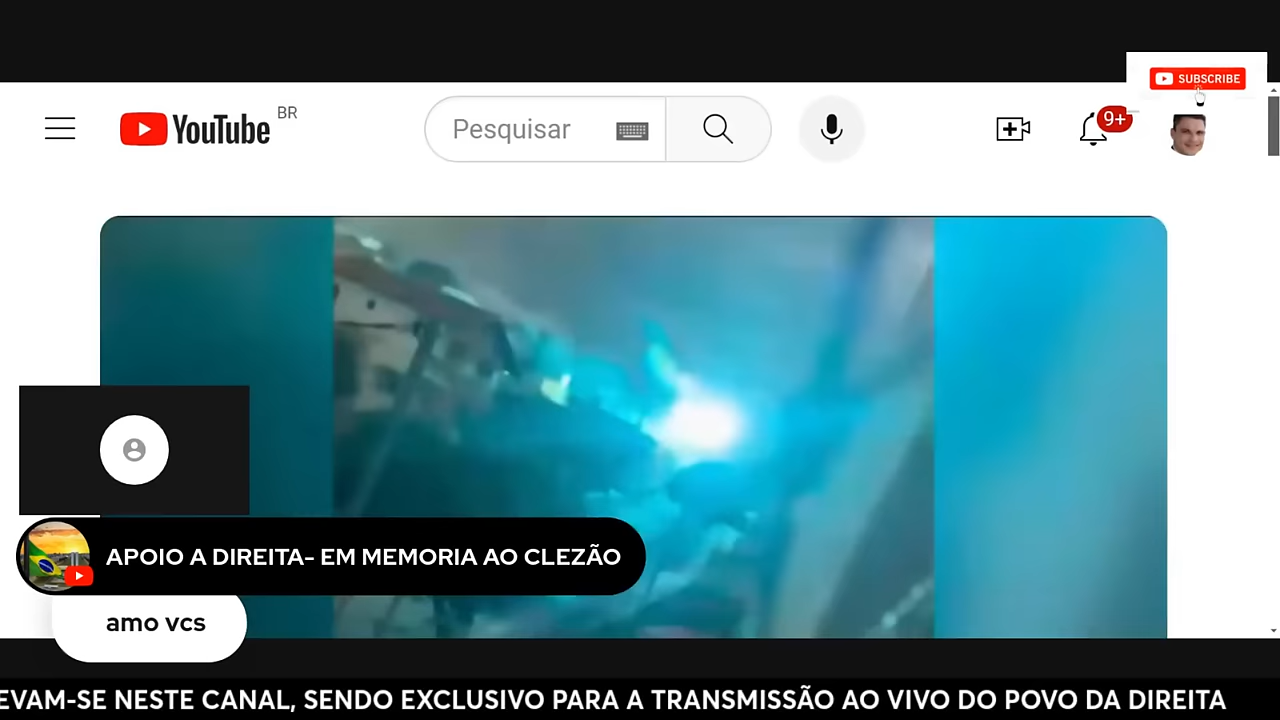 SUBSCRIBE
YouTube BR
Pesquisar
9+
APOIO A DIREITA- EM MEMORIA AO CLEZÃO
amo vcs
EVAM-SE NESTE CANAL, SENDO EXCLUSIVO PARA A TRANSMISSÃO AO VIVO DO POVO DA DIREITA